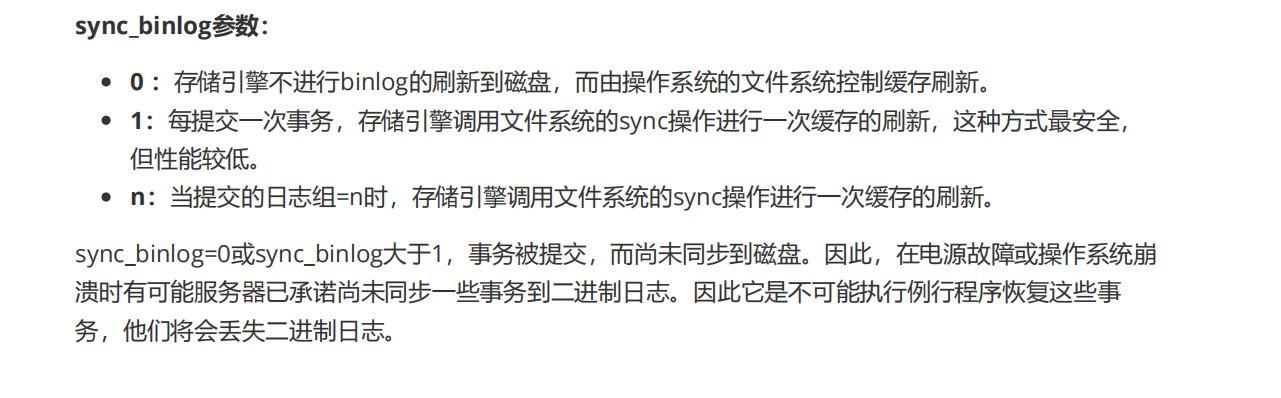 sync_binlog参数：
• 0 ：存储引擎不进行binlog的刷新到磁盘，而由操作系统的文件系统控制缓存刷新。
• 1：每提交一次事务，存储引擎调用文件系统的sync操作进行一次缓存的刷新，这种方式最安全，
但性能较低。
• n：当提交的日志组=n时，存储引擎调用文件系统的sync操作进行一次缓存的刷新。
sync_binlog=0或sync_binlog大于1，事务被提交，而尚未同步到磁盘。因此，在电源故障或操作系统崩
溃时有可能服务器已承诺尚未同步一些事务到二进制日志。因此它是不可能执行例行程序恢复这些事
务，他们将会丢失二进制日志。